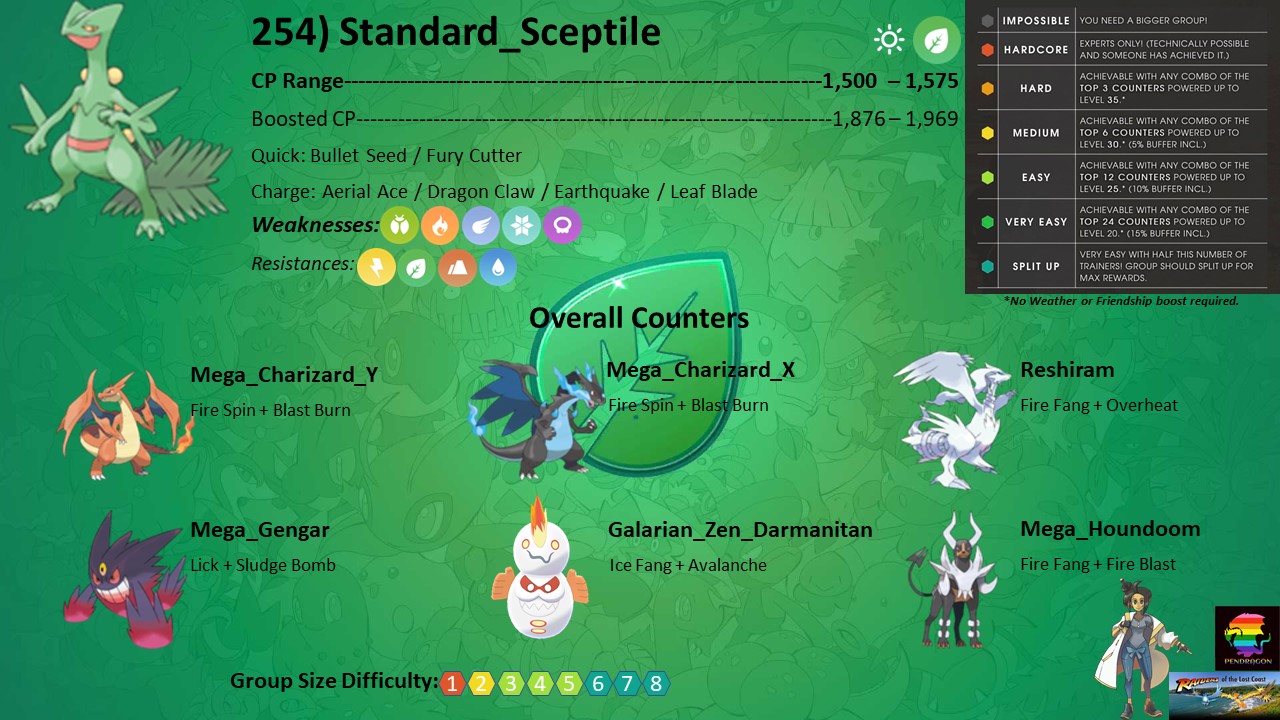 254) Standard_Sceptile
CP Range---------------------------------------------------------------------1,500 – 1,575
Boosted CP---------------------------------------------------------------------1,876 – 1,969
Quick: Bullet Seed / Fury Cutter
Charge: Aerial Ace / Dragon Claw / Earthquake / Leaf Blade
Weaknesses:
Resistances:
IMPOSSIBLE YOU NEED A BIGGER GROUP!
HARDCORE EXPERTS ONLY! (TECHNICALLY POSSIBLE
AND SOMEONE HAS ACHIEVED IT.)
HARD ACHIEVABLE WITH ANY COMBO OF THE
TOP 3 COUNTERS POWERED UP TO
LEVEL 35.*
MEDIUM ACHIEVABLE WITH ANY COMBO OF THE
TOP 6 COUNTERS POWERED UP TO
LEVEL 30.* (5% BUFFER INCL.)
EASY ACHIEVABLE WITH ANY COMBO OF THE
TOP 12 COUNTERS POWERED UP TO
LEVEL 25.* (10% BUFFER INCL.)
VERY EASY ACHIEVABLE WITH ANY COMBO OF THE
TOP 24 COUNTERS POWERED UP TO
LEVEL 20.* (15% BUFFER INCL.)
SPLIT UP VERY EASY WITH HALF THIS NUMBER OF
TRAINERS! GROUP SHOULD SPLIT UP FOR
MAX REWARDS.
*No Weather or Friendship boost required.
Overall Counters
Mega_Charizard_Y
Fire Spin + Blast Burn
Mega_Charizard_X
Fire Spin + Blast Burn
Reshiram
Fire Fang + Overheat
Mega_Gengar
Lick + Sludge Bomb
Galarian_Zen_Darmanitan
Ice Fang + Avalanche
Mega_Houndoom
Fire Fang + Fire Blast
Group Size Difficulty: 1 2 3 4 5 6 7 8
PENDRAGON
RAIDERS of the Lost Coast